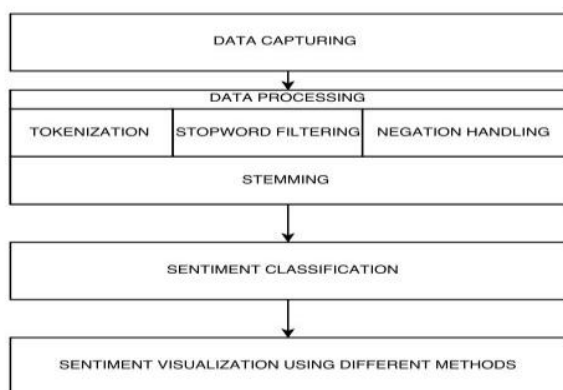 DATA CAPTURING
DATA PROCESSING
TOKENIZATION
STOPWORD FILTERING
NEGATION HANDLING
STEMMING
SENTIMENT CLASSIFICATION
SENTIMENT VISUALIZATION USING DIFFERENT METHODS